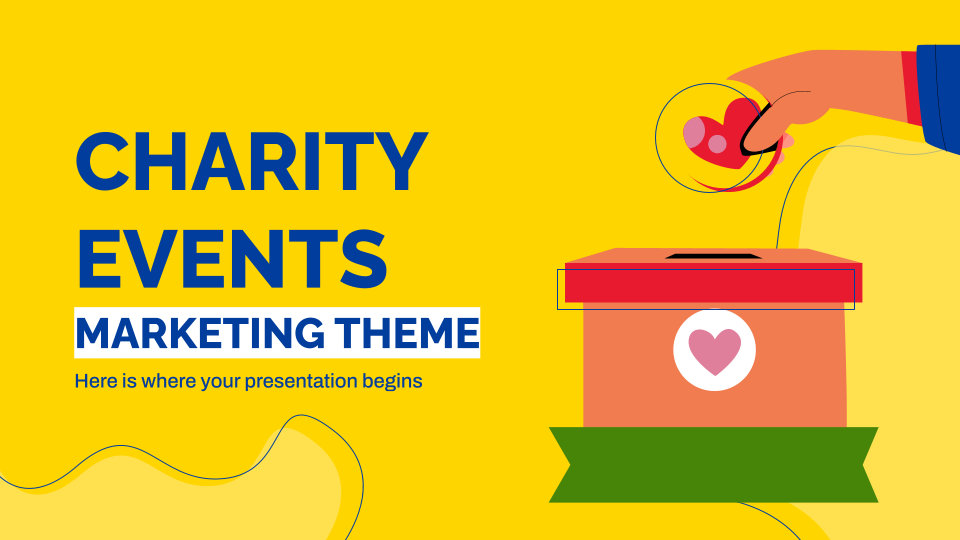 CHARITY
EVENTS
MARKETING THEME
Here is where your presentation begins